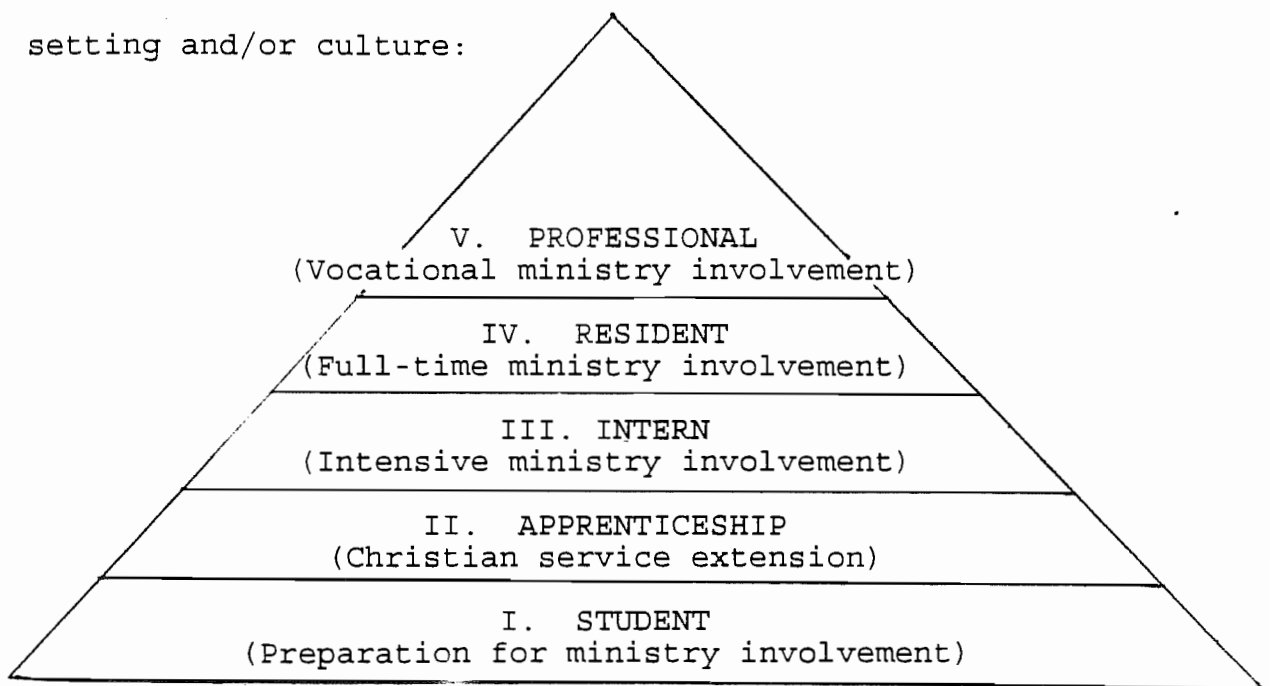 setting and/or culture:
V. PROFESSIONAL
(Vocational ministry involvement)
IV. RESIDENT
(Full-time ministry involvement)
III. INTERN
(Intensive ministry involvement)
II. APPRENTICESHIP
(Christian service extension)
I. STUDENT
(Preparation for ministry involvement)